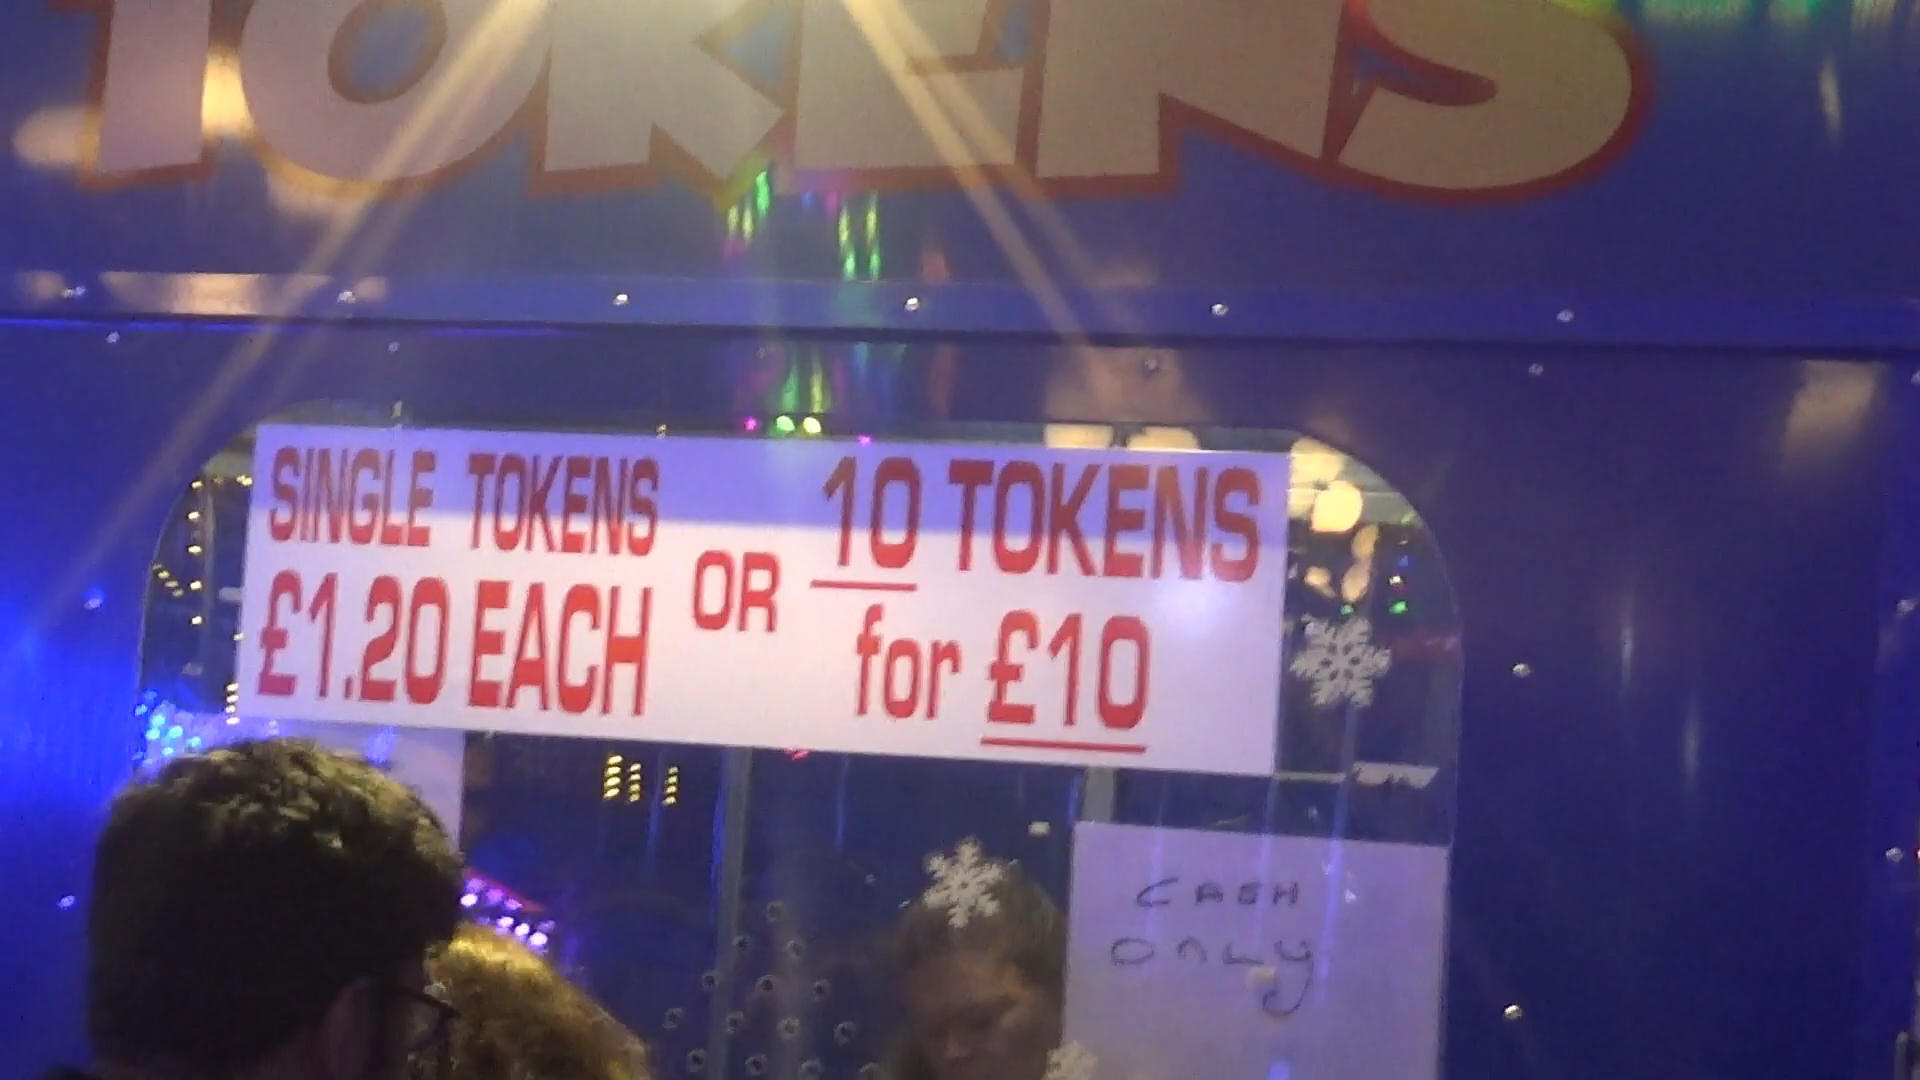 TOKENS
SINGLE TOKENS
£1.20 EACH
OR
10 TOKENS
for £10
CASH
ONLY